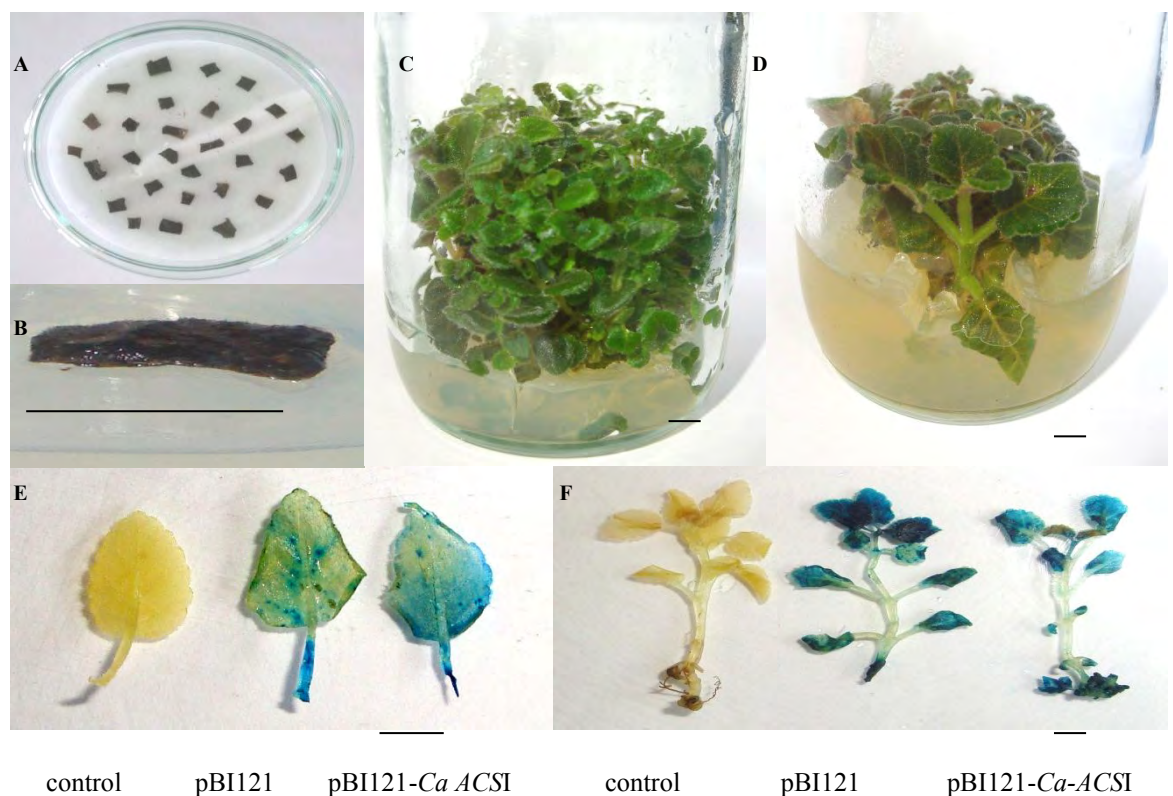 A
C
D
B
E
F
control pBI121 pBI121-Ca ACSI control pBI121 pBI121-Ca-ACSI